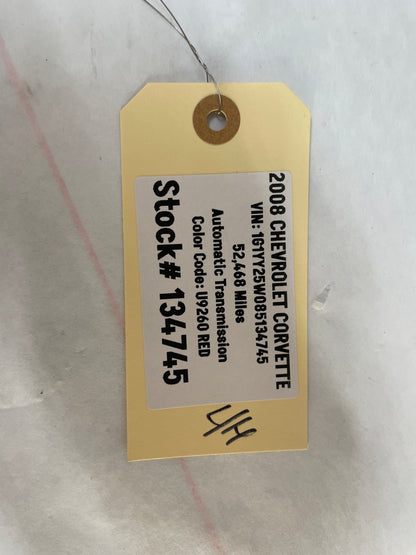 2008 CHEVROLET CORVETTE
VIN: 1G1YY25W085134745
52,468 Miles
Automatic Transmission
Color Code: U9260 RED
Stock# 134745
4H